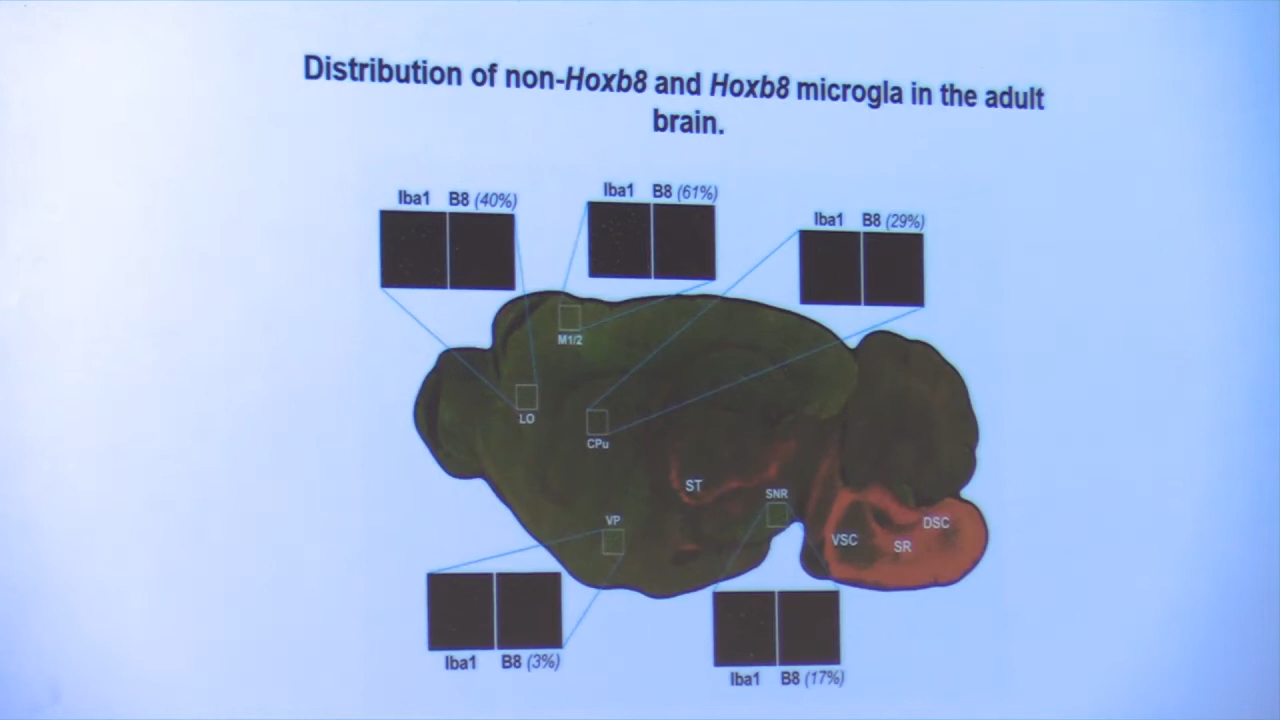 Distribution of non-Hoxb8 and Hoxb8 microgla in the adult
brain.
Iba1 B8 (40%)
Iba1 B8 (61%)
Iba1 B8 (29%)
M1/2
LO
CPu
ST
SNR
VP
VSC
SR
DSC
Iba1 B8 (3%)
Iba1 B8 (17%)